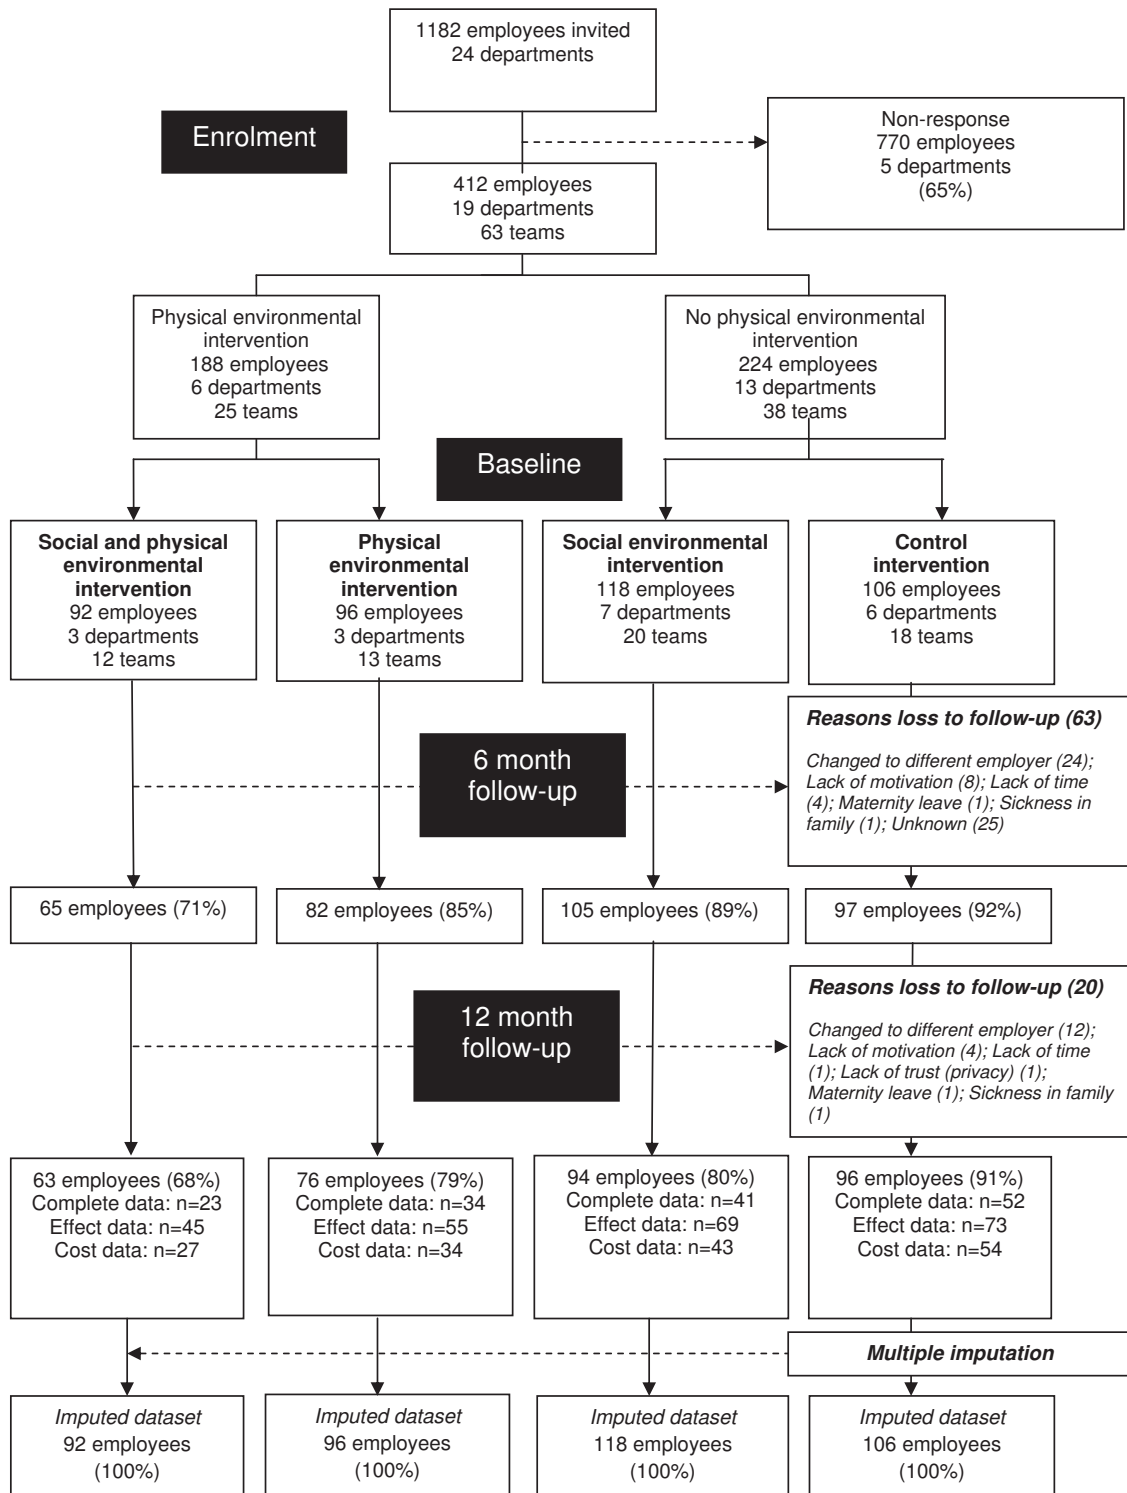 1182 employees invited
24 departments
Enrolment
Non-response
770 employees
5 departments
(65%)
412 employees
19 departments
63 teams
Physical environmental
intervention
188 employees
6 departments
25 teams
No physical environmental
intervention
224 employees
13 departments
38 teams
Baseline
Social and physical
environmental
intervention
92 employees
3 departments
12 teams
Physical
environmental
intervention
96 employees
3 departments
13 teams
Social environmental
intervention
118 employees
7 departments
20 teams
Control
intervention
106 employees
6 departments
18 teams
6 month
follow-up
Reasons loss to follow-up (63)
Changed to different employer (24);
Lack of motivation (8); Lack of time
(4); Maternity leave (1); Sickness in
family (1); Unknown (25)
65 employees (71%)
82 employees (85%)
105 employees (89%)
97 employees (92%)
12 month
follow-up
Reasons loss to follow-up (20)
Changed to different employer (12);
Lack of motivation (4); Lack of time
(1); Lack of trust (privacy) (1);
Maternity leave (1); Sickness in family
(1)
63 employees (68%)
Complete data: n=23
Effect data: n=45
Cost data: n=27
76 employees (79%)
Complete data: n=34
Effect data: n=55
Cost data: n=34
94 employees (80%)
Complete data: n=41
Effect data: n=69
Cost data: n=43
96 employees (91%)
Complete data: n=52
Effect data: n=73
Cost data: n=54
Multiple imputation
Imputed dataset
92 employees
(100%)
Imputed dataset
96 employees
(100%)
Imputed dataset
118 employees
(100%)
Imputed dataset
106 employees
(100%)